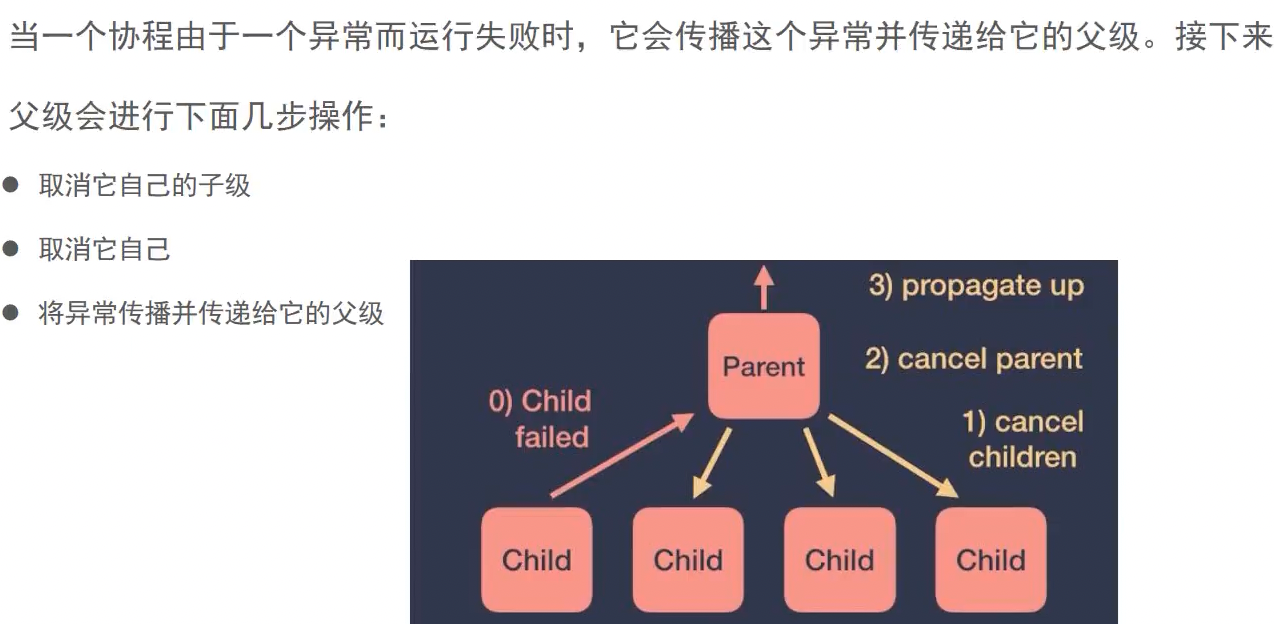 当一个协程由于一个异常而运行失败时，它会传播这个异常并传递给它的父级。接下来
父级会进行下面几步操作：
取消它自己的子级
取消它自己
将异常传播并传递给它的父级
3) propagate up
Parent
2) cancel parent
0) Child
failed
1) cancel
children
Child
Child
Child
Child